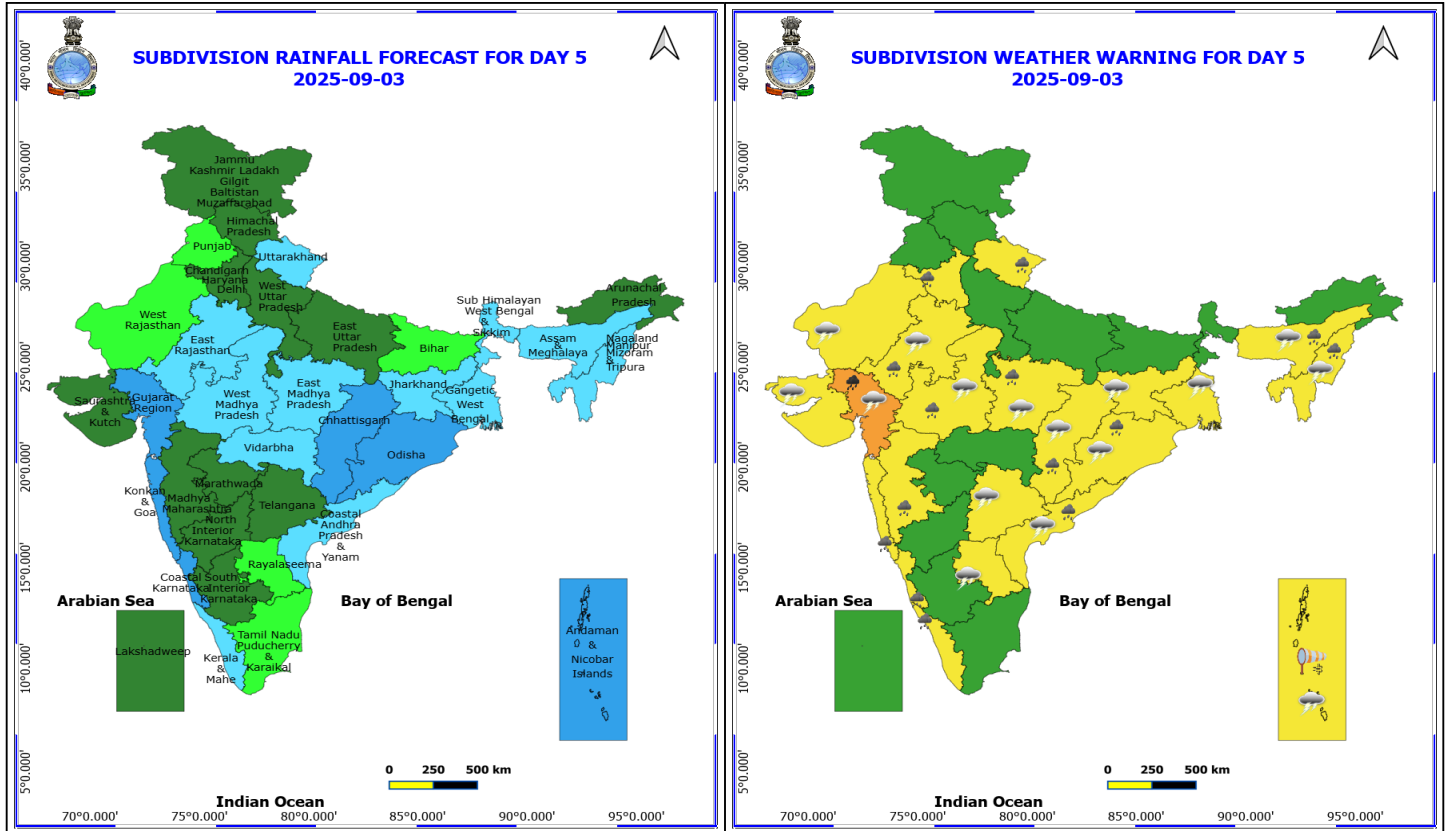 SUBDIVISION RAINFALL FORECAST FOR DAY 5
2025-09-03
40°0.000'
35°0.000'
30°0.000'
25°0.000'
20°0.000'
15°0.000'
10°0.000'
5°0.000'
Jammu
Kashmir Ladakh
Gilgit
Baltistan
Muzaffarabad
Himachal
Pradesh
Punjab
Uttarakhand
Chandigarh
Haryana
Delhi
West
Uttar
Pradesh
West
Rajasthan
East
Rajasthan
East
Uttar
Pradesh
Bihar
Sub Himalayan
West Bengal
&
Sikkim
Arunachal
Pradesh
Assam
&
Meghalaya
Nagaland
Manipur
Mizoram
&
Tripura
Saurashtra
&
Kutch
Gujarat
Region
West
Madhya
Pradesh
East
Madhya
Pradesh
Jharkhand
Gangetic
West
Bengal
Chhattisgarh
Odisha
Vidarbha
Konkan
&
Goa
Madhya
Maharashtra
Marathwada
Telangana
North
Interior
Karnataka
Coastal
Andhra
Pradesh
&
Yanam
Rayalaseema
Coastal
Karnataka
South
Interior
Karnataka
Arabian Sea
Bay of Bengal
Lakshadweep
Tamil Nadu
Puducherry
&
Karaikal
Kerala
&
Mahe
Andaman
&
Nicobar
Islands
0 250 500 km
Indian Ocean
70°0.000' 75°0.000' 80°0.000' 85°0.000' 90°0.000' 95°0.000'
SUBDIVISION WEATHER WARNING FOR DAY 5
2025-09-03
40°0.000'
35°0.000'
30°0.000'
25°0.000'
20°0.000'
15°0.000'
10°0.000'
5°0.000'
Arabian Sea
Bay of Bengal
0 250 500 km
Indian Ocean
70°0.000' 75°0.000' 80°0.000' 85°0.000' 90°0.000' 95°0.000'